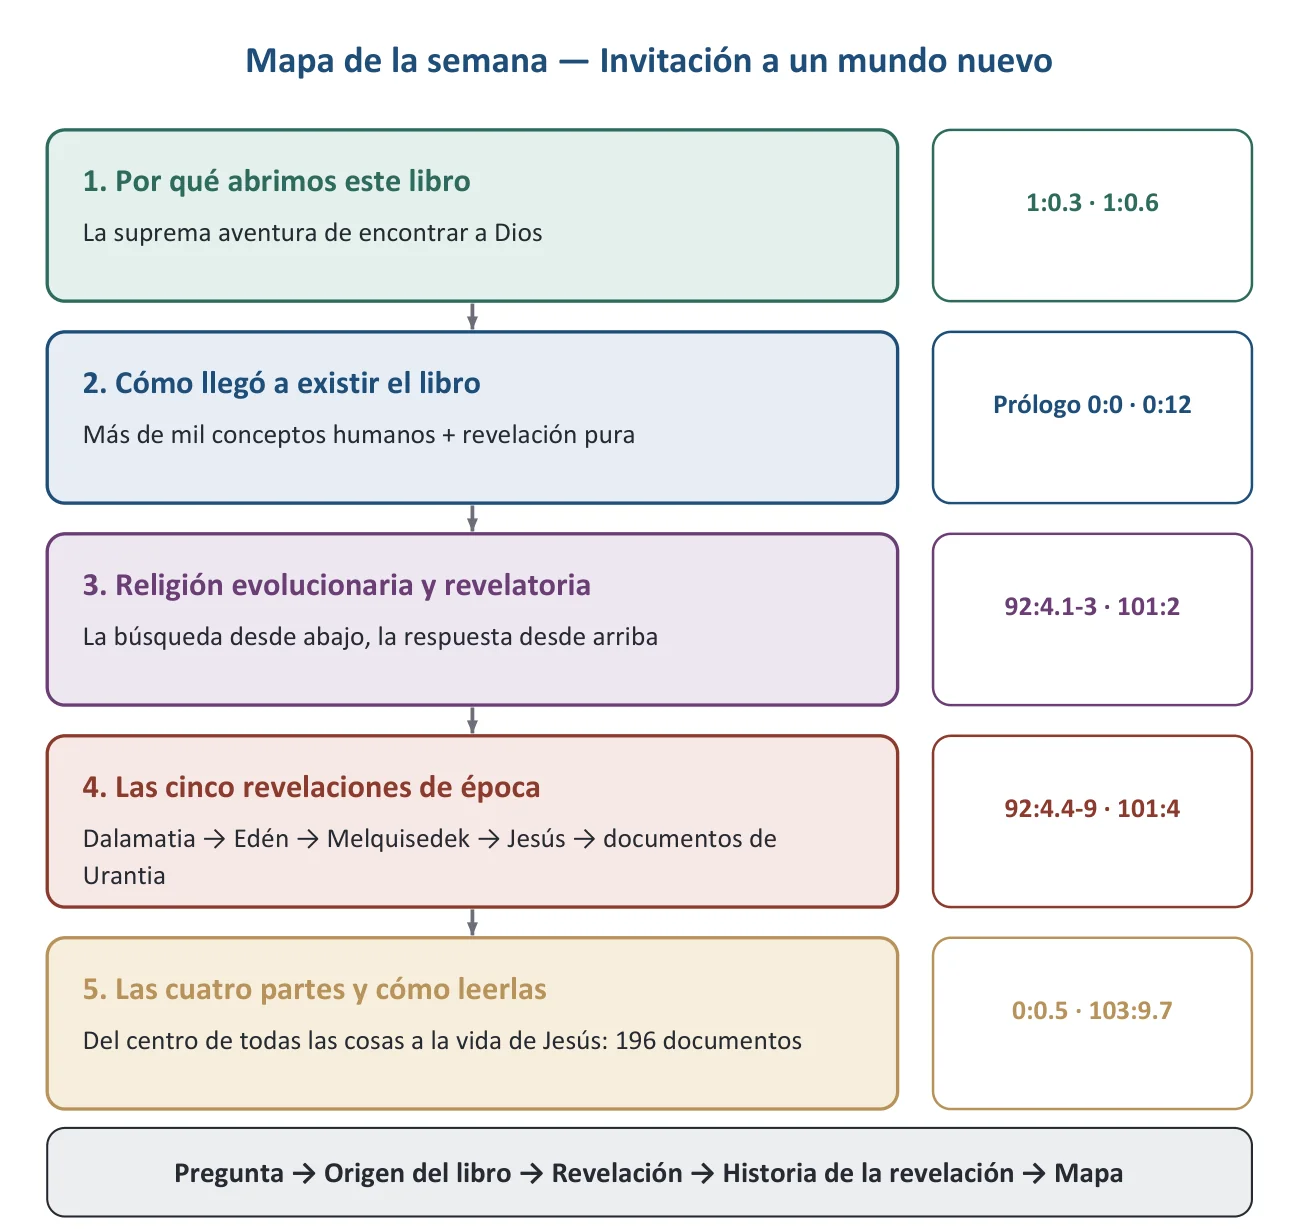 Mapa de la semana — Invitación a un mundo nuevo
1. Por qué abrimos este libro
La suprema aventura de encontrar a Dios
1:0.3 · 1:0.6
2. Cómo llegó a existir el libro
Más de mil conceptos humanos + revelación pura
Prólogo 0:0 · 0:12
3. Religión evolucionaria y revelatoria
La búsqueda desde abajo, la respuesta desde arriba
92:4.1-3 · 101:2
4. Las cinco revelaciones de época
Dalamatia → Edén → Melquisedek → Jesús → documentos de
Urantia
92:4.4-9 · 101:4
5. Las cuatro partes y cómo leerlas
Del centro de todas las cosas a la vida de Jesús: 196 documentos
0:0.5 · 103:9.7
Pregunta → Origen del libro → Revelación → Historia de la revelación → Mapa